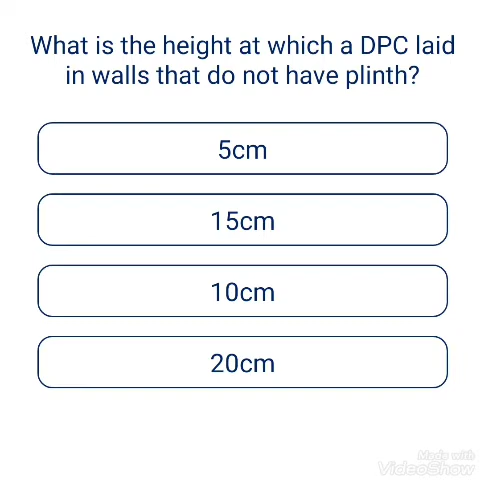 What is the height at which a DPC laid
in walls that do not have plinth?
5cm
15cm
10cm
20cm
Made with
VideoShow